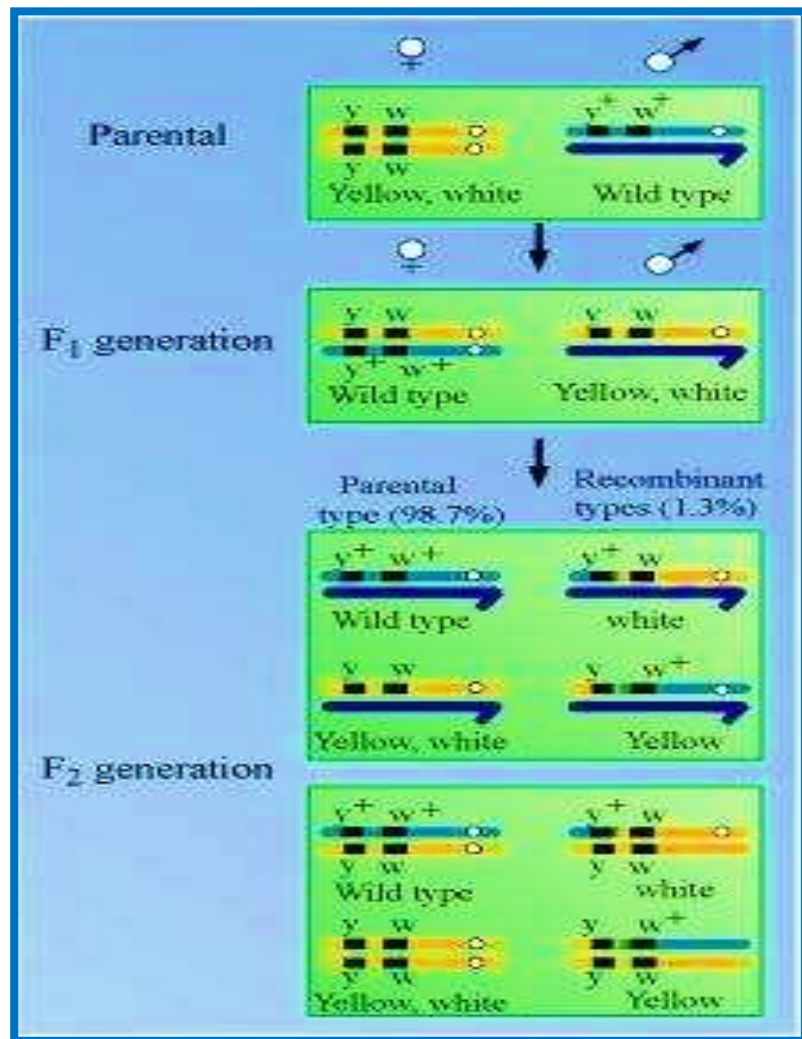 ♀ ♂
y w y⁺ w⁺
Parental
y w
Yellow, white Wild type
♀ ♂
y w y w
F₁ generation
y⁺ w⁺
Wild type Yellow, white
Parental Recombinant
type (98.7%) types (1.3%)
y⁺ w⁺ y⁺ w
Wild type white
y w y w⁺
Yellow, white Yellow
F₂ generation
y⁺ w⁺ y⁺ w
y w y w
Wild type white
y w y w⁺
y w y w
Yellow, white Yellow